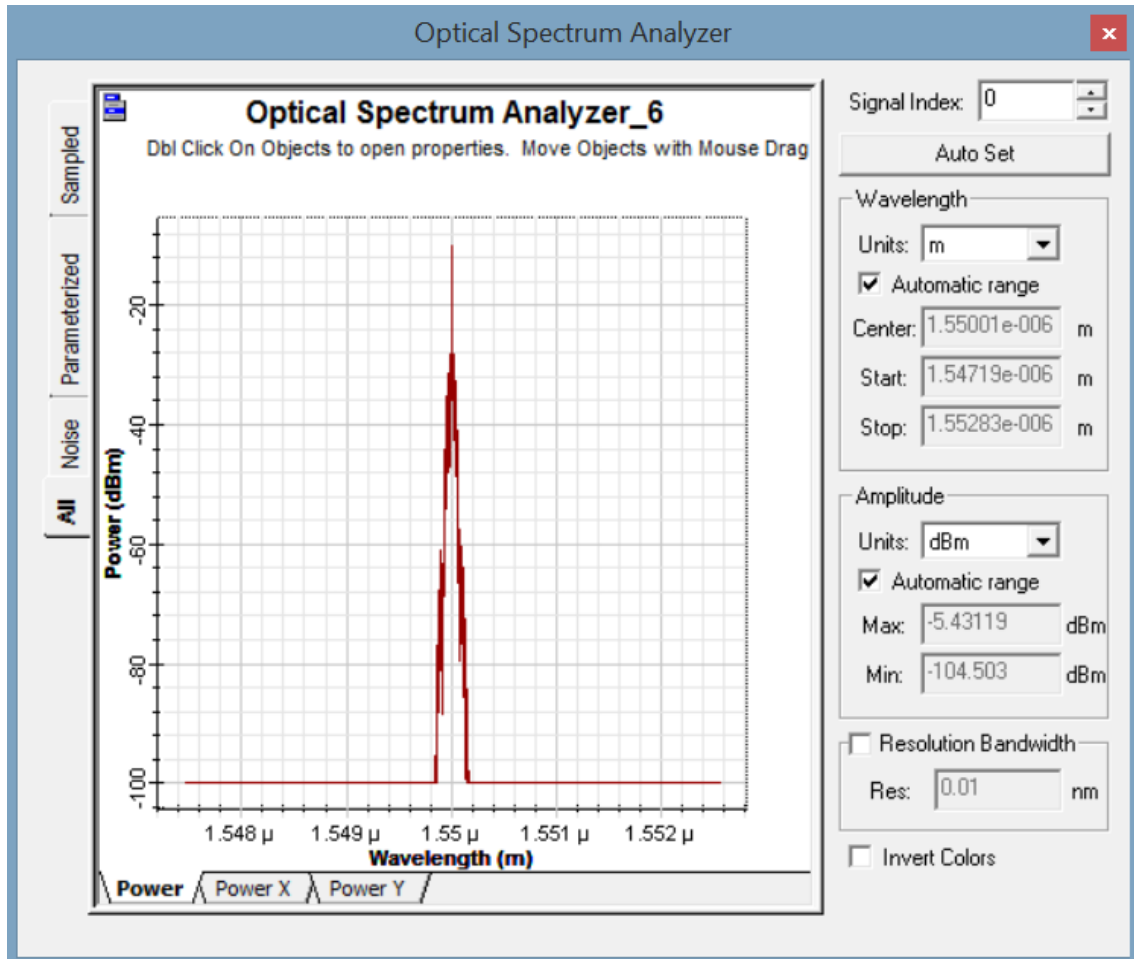 Optical Spectrum Analyzer
x
Sampled
Parameterized
Noise
All
Optical Spectrum Analyzer_6
Dbl Click On Objects to open properties. Move Objects with Mouse Drag
Power (dBm)
-20
-40
-60
-80
-100
1.548 µ 1.549 µ 1.55 µ 1.551 µ 1.552 µ
Wavelength (m)
Power Power X Power Y
Signal Index: 0
Auto Set
Wavelength
Units: m
Automatic range
Center: 1.55001e-006 m
Start: 1.54719e-006 m
Stop: 1.55283e-006 m
Amplitude
Units: dBm
Automatic range
Max: -5.43119 dBm
Min: -104.503 dBm
Resolution Bandwidth
Res: 0.01 nm
Invert Colors